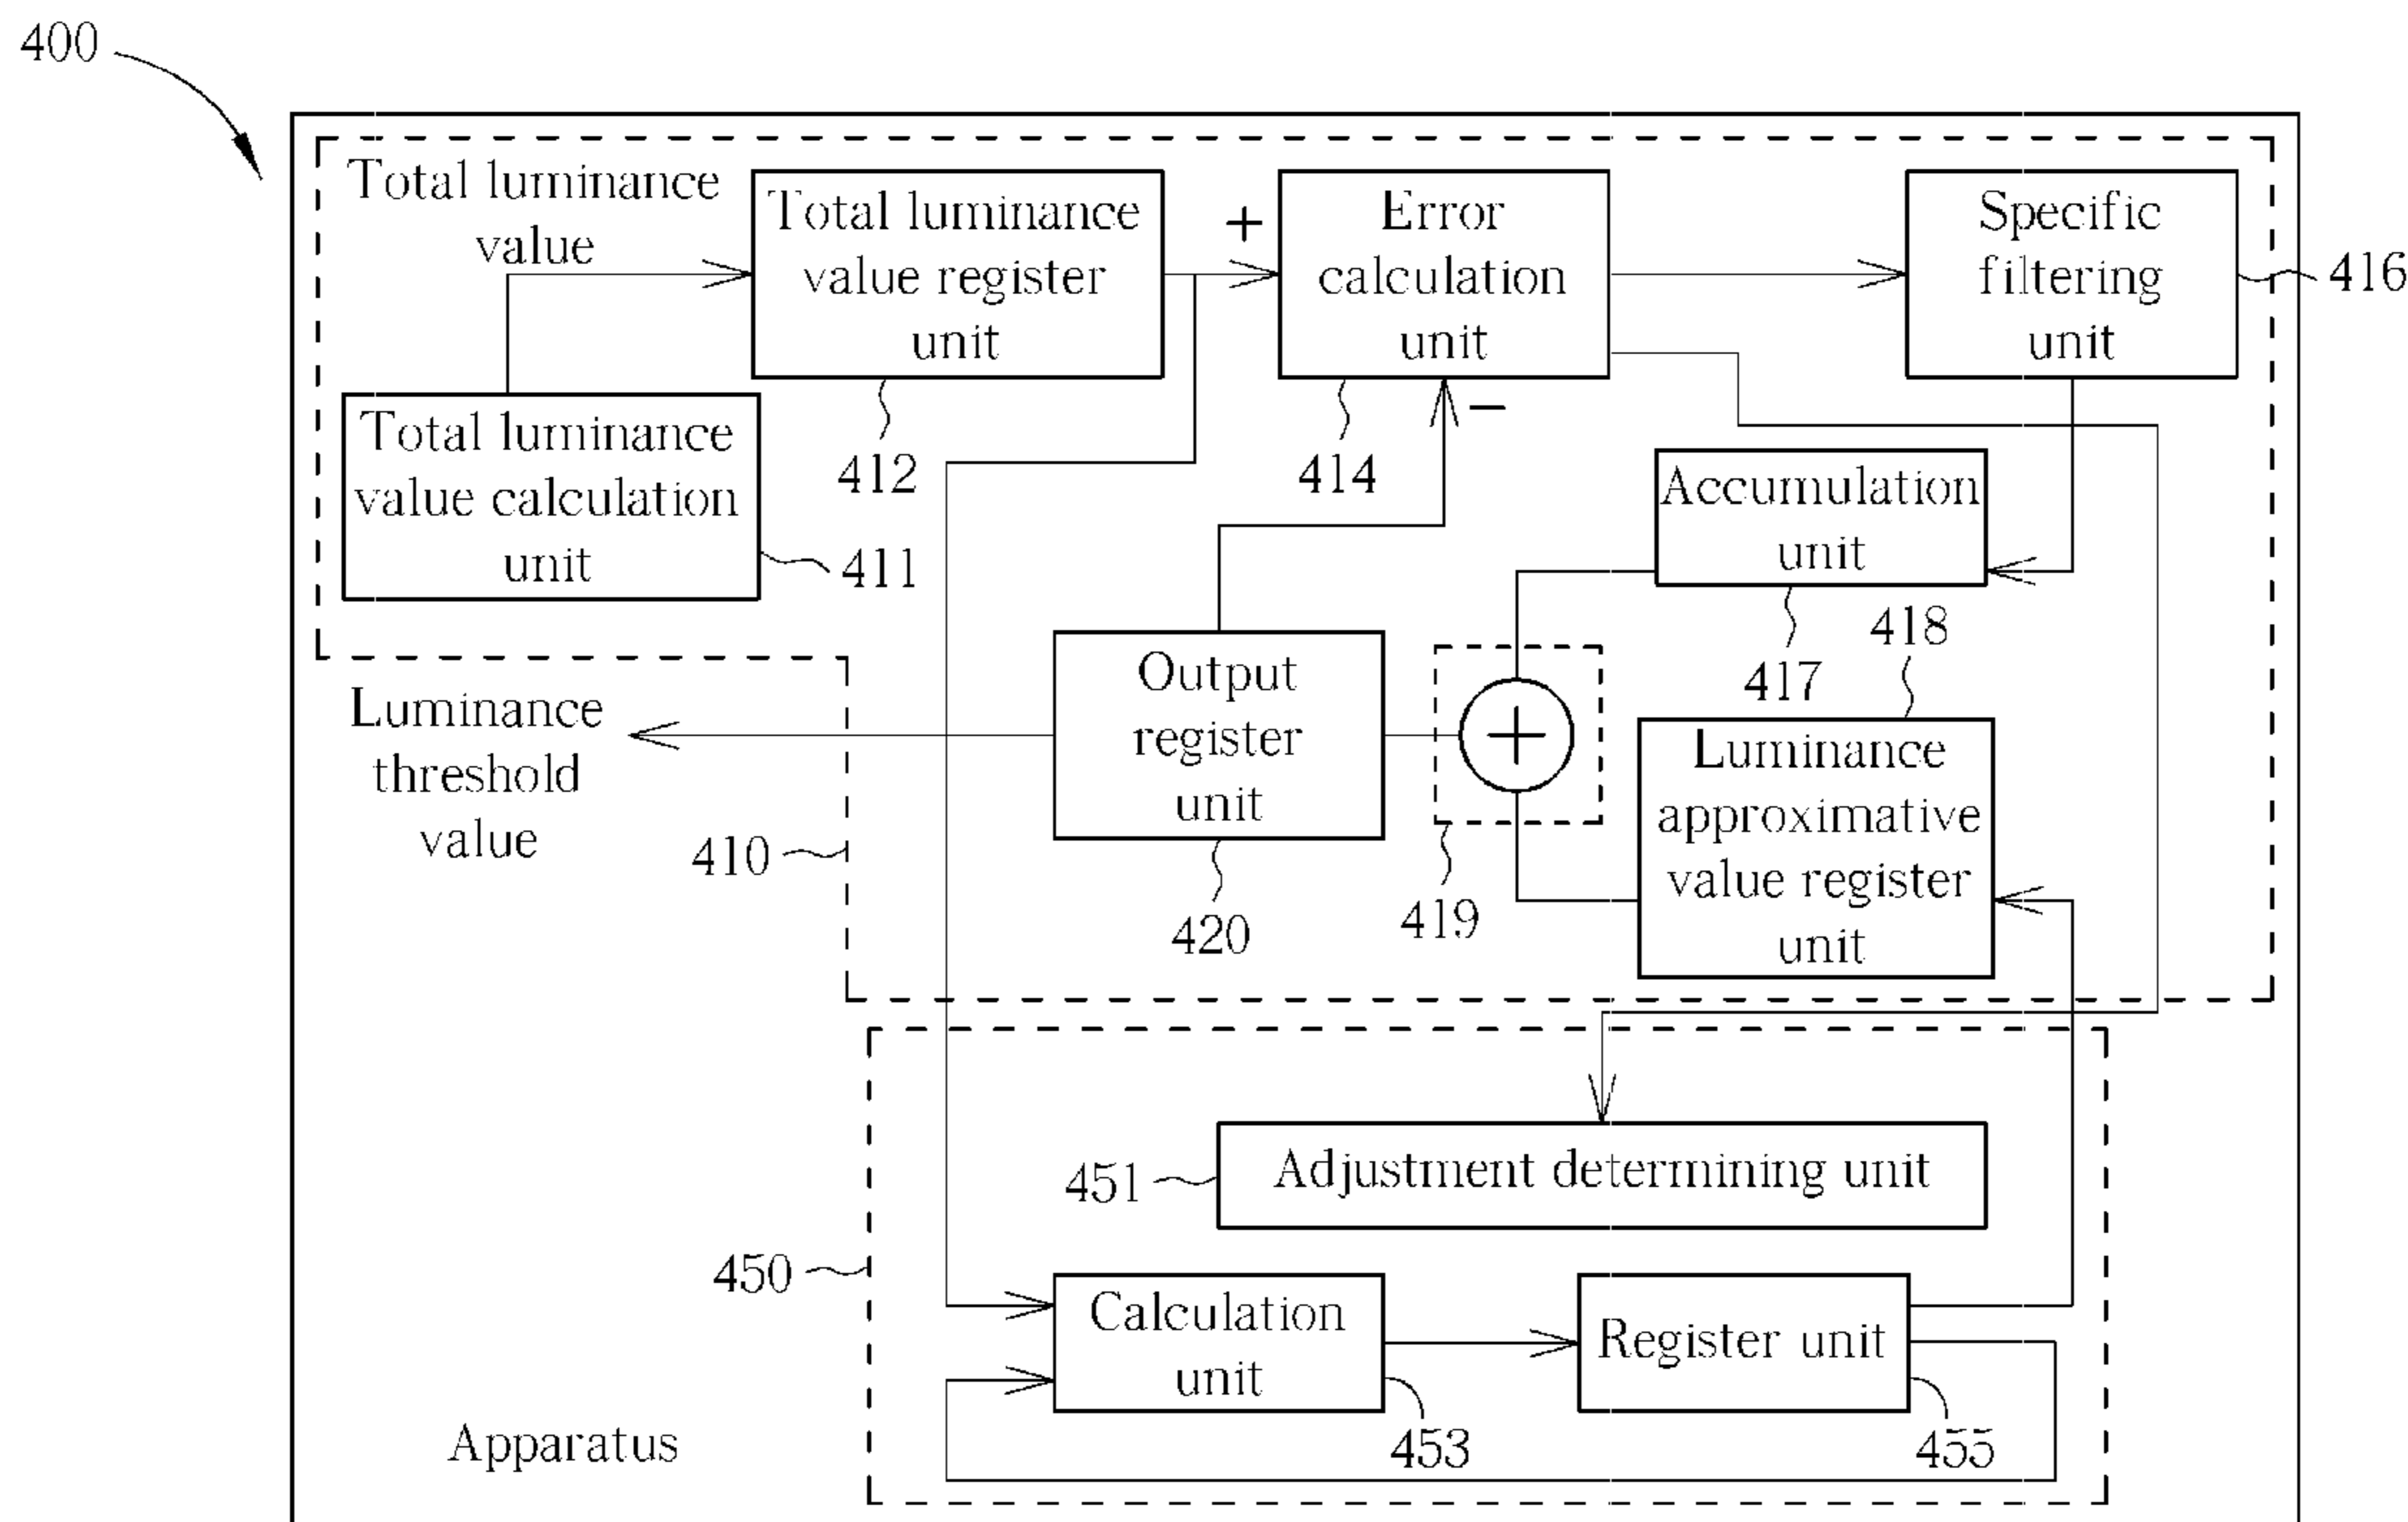 400
Total luminance
value
Total luminance
value register
unit
+
Error
calculation
unit
Specific
filtering
unit
416
−
Total luminance
value calculation
unit
411
412
414
Accumulation
unit
417
418
Output
register
unit
+
419
420
Luminance
approximative
value register
unit
Luminance
threshold
value
410
451
Adjustment determining unit
450
Calculation
unit
453
Register unit
455
Apparatus